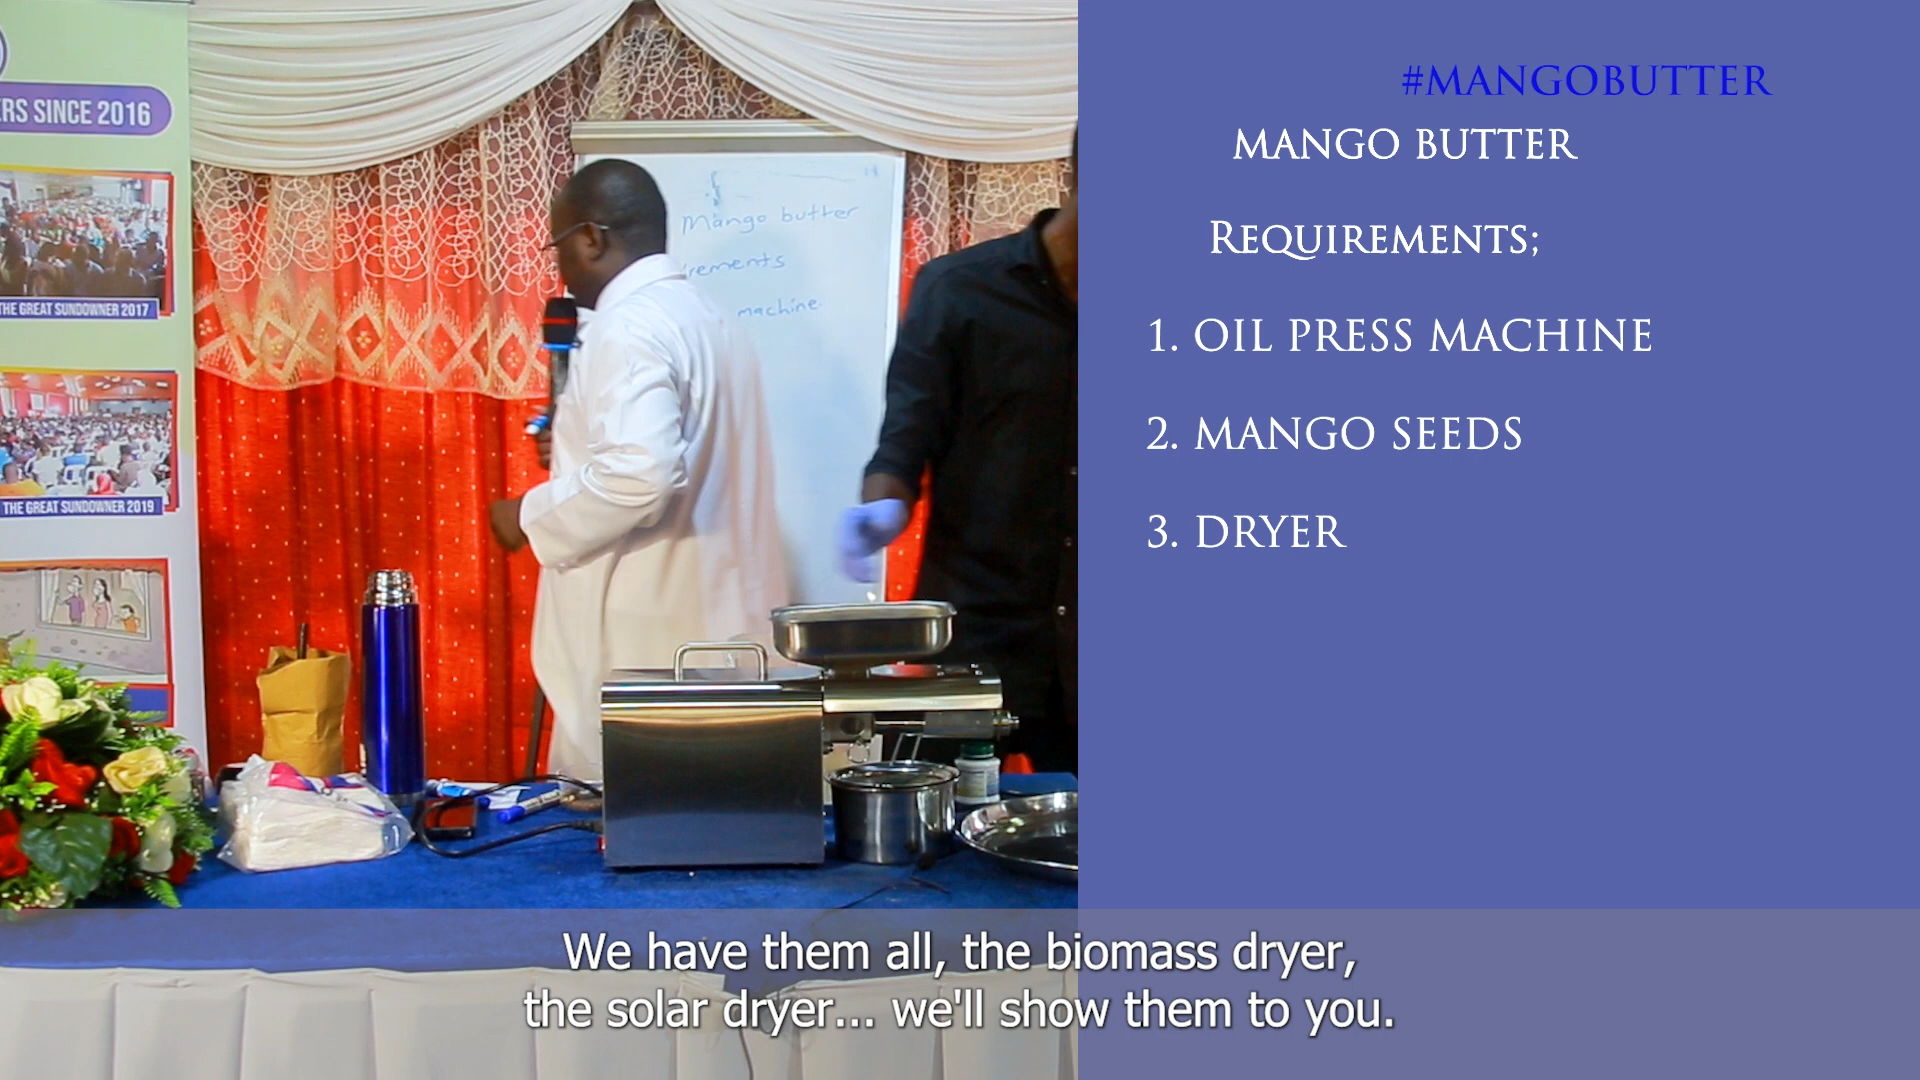 ERS SINCE 2016
THE GREAT SUNDOWNER 2017
THE GREAT SUNDOWNER 2019
Mango butter
rements
machine
#MANGOBUTTER
MANGO BUTTER
REQUIREMENTS;
1. OIL PRESS MACHINE
2. MANGO SEEDS
3. DRYER
We have them all, the biomass dryer,
the solar dryer... we'll show them to you.